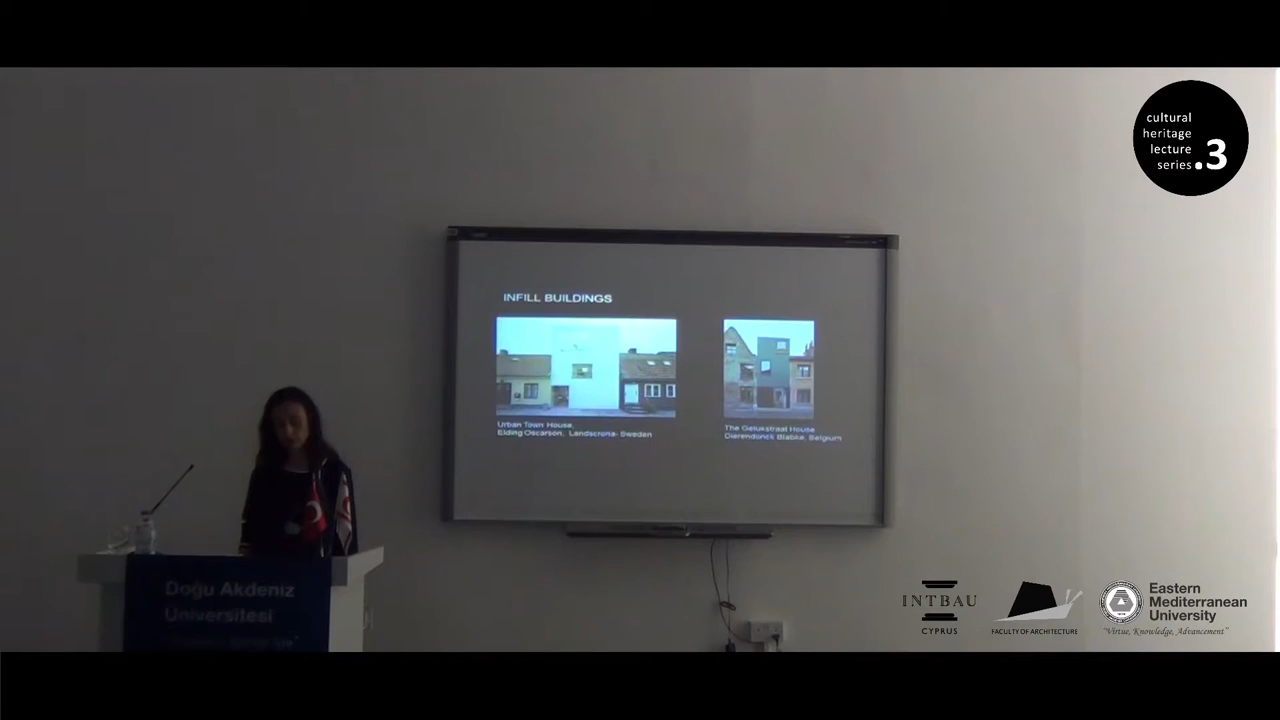 cultural
heritage
lecture
series.3
INFILL BUILDINGS
Urban Town House,
Elding Oscarson, Landscrona- Sweden
The Gelukstraat House
Dierendonck Blabke, Belgium
Doğu Akdeniz
Üniversitesi
INTBAU
CYPRUS
FACULTY OF ARCHITECTURE
Eastern
Mediterranean
University
"Virtue, Knowledge, Advancement"